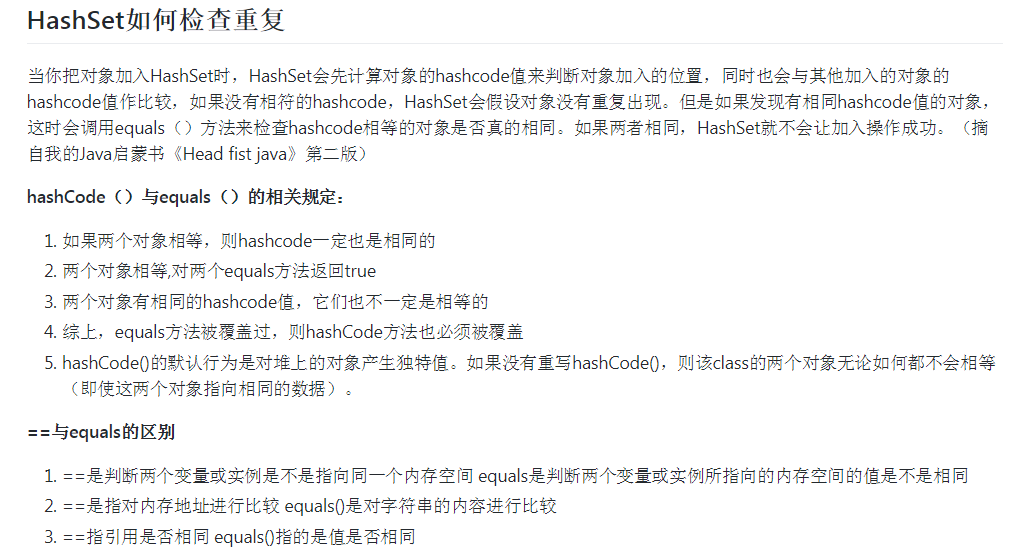 HashSet如何检查重复
当你把对象加入HashSet时，HashSet会先计算对象的hashcode值来判断对象加入的位置，同时也会与其他加入的对象的
hashcode值作比较，如果没有相符的hashcode，HashSet会假设对象没有重复出现。但是如果发现有相同hashcode值的对象，
这时会调用equals（）方法来检查hashcode相等的对象是否真的相同。如果两者相同，HashSet就不会让加入操作成功。（摘
自我的Java启蒙书《Head fist java》第二版）
hashCode（）与equals（）的相关规定：
1. 如果两个对象相等，则hashcode一定也是相同的
2. 两个对象相等,对两个equals方法返回true
3. 两个对象有相同的hashcode值，它们也不一定是相等的
4. 综上，equals方法被覆盖过，则hashCode方法也必须被覆盖
5. hashCode()的默认行为是对堆上的对象产生独特值。如果没有重写hashCode()，则该class的两个对象无论如何都不会相等
（即使这两个对象指向相同的数据）。
==与equals的区别
1. ==是判断两个变量或实例是不是指向同一个内存空间 equals是判断两个变量或实例所指向的内存空间的值是不是相同
2. ==是指对内存地址进行比较 equals()是对字符串的内容进行比较
3. ==指引用是否相同 equals()指的是值是否相同